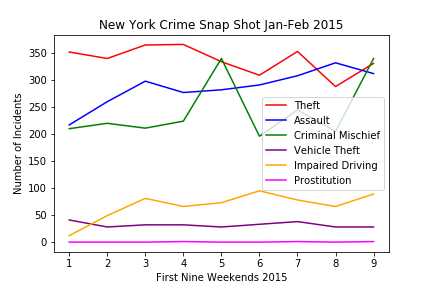 New York Crime Snap Shot Jan-Feb 2015
Number of Incidents
350
300
250
200
150
100
50
0
Theft
Assault
Criminal Mischief
Vehicle Theft
Impaired Driving
Prostitution
1 2 3 4 5 6 7 8 9
First Nine Weekends 2015